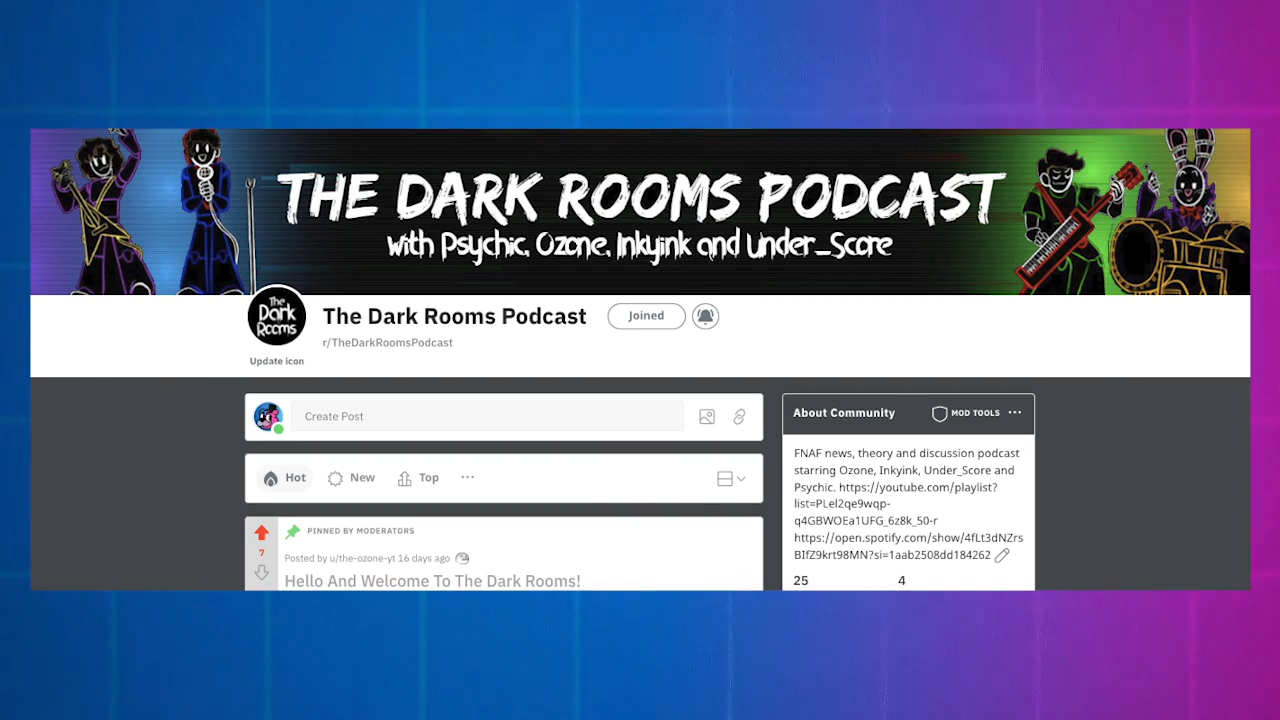 THE DARK ROOMS PODCAST
with Psychic, Ozone, Inkyink and Under_Score
The
Dark
Rooms
The Dark Rooms Podcast
Joined
r/TheDarkRoomsPodcast
Update icon
Create Post
Hot
New
Top
PINNED BY MODERATORS
7
Posted by u/the-ozone-yt 16 days ago
Hello And Welcome To The Dark Rooms!
About Community
MOD TOOLS
FNAF news, theory and discussion podcast
starring Ozone, Inkyink, Under_Score and
Psychic. https://youtube.com/playlist?
list=PLel2qe9wqp-
q4GBWOEa1UFG_6z8k_50-r
https://open.spotify.com/show/4fLt3dNZrs
BIfZ9krt98MN?si=1aab2508dd184262
25
4